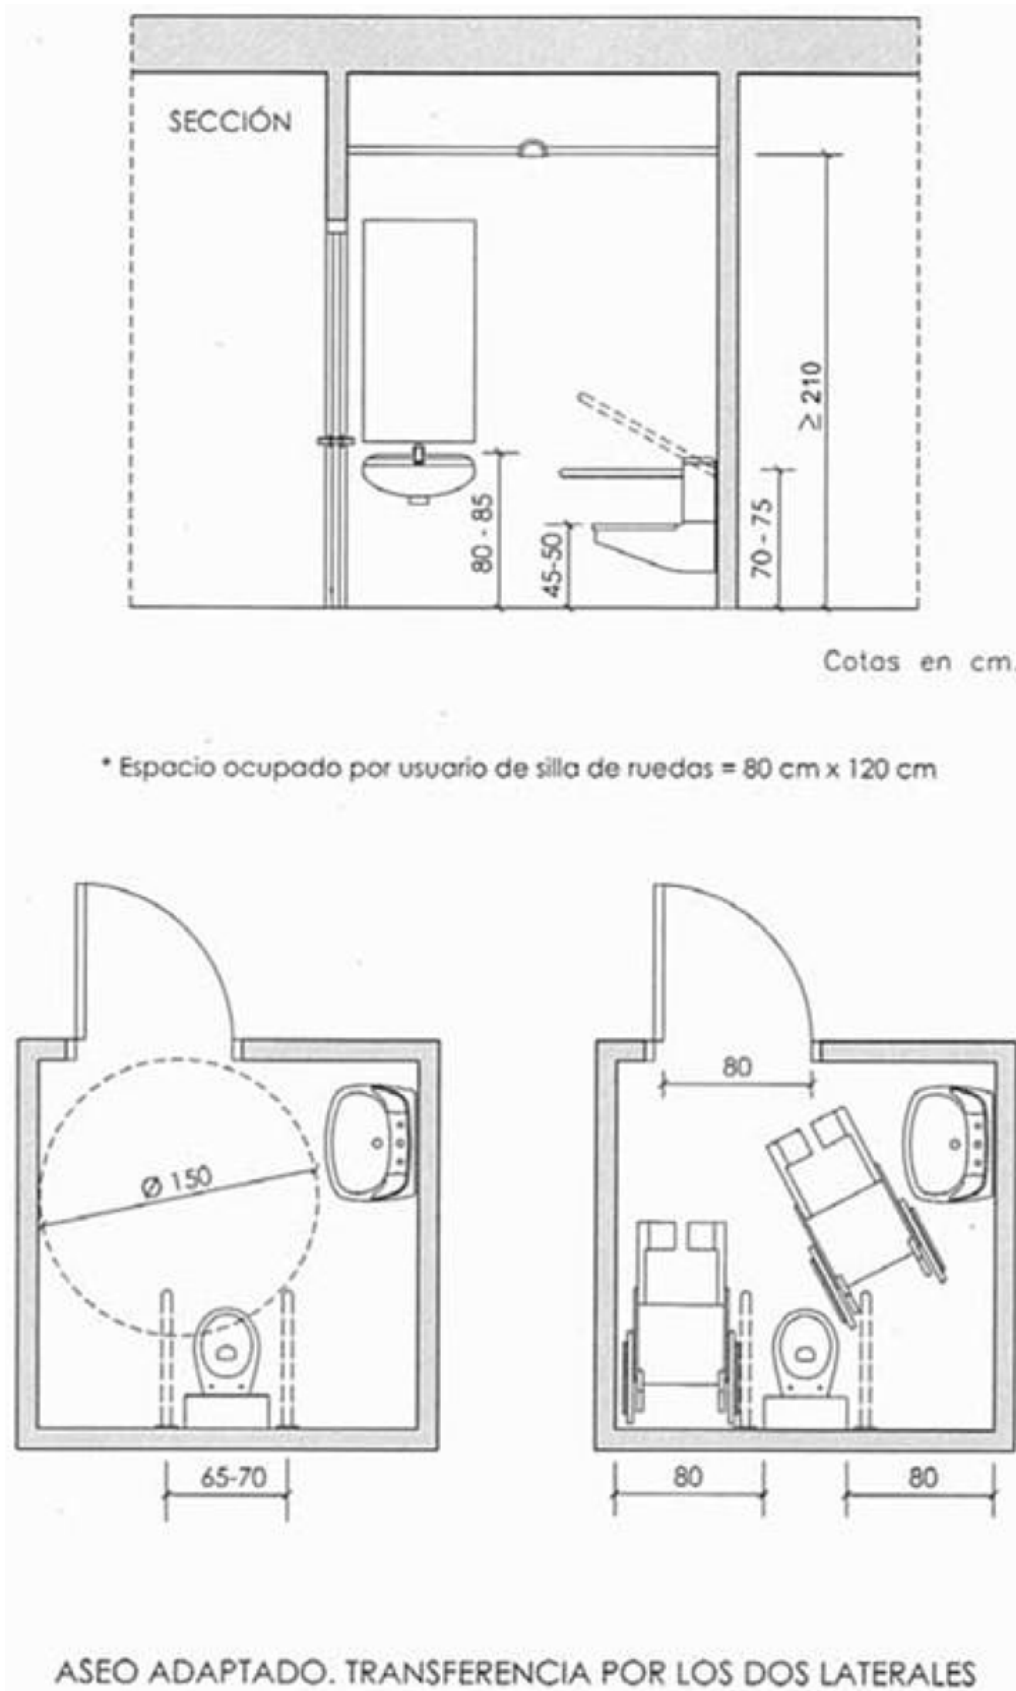 SECCIÓN
≥ 210
80 - 85
45-50
70 - 75
Cotas en cm.
* Espacio ocupado por usuario de silla de ruedas = 80 cm x 120 cm
80
Ø 150
65-70
80
80
ASEO ADAPTADO. TRANSFERENCIA POR LOS DOS LATERALES